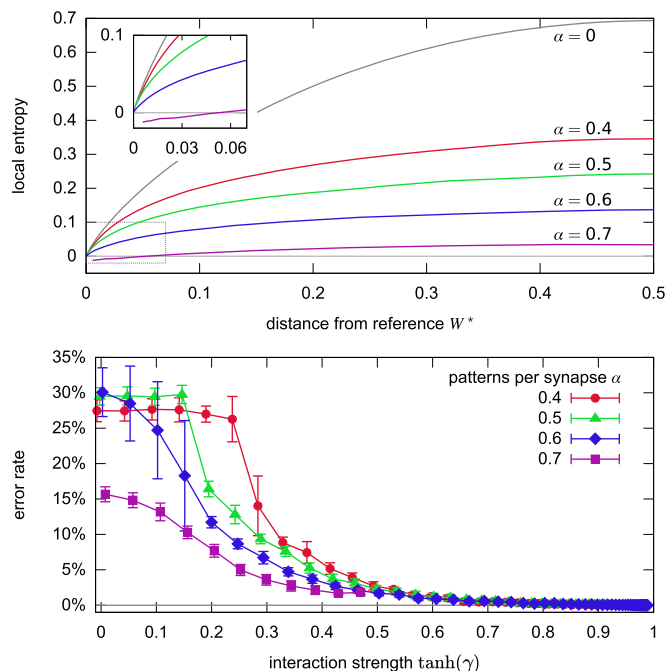 0.7
0.6
0.5
0.4
0.3
0.2
0.1
0
local entropy
0.1
0
0 0.03 0.06
α = 0
α = 0.4
α = 0.5
α = 0.6
α = 0.7
0 0.1 0.2 0.3 0.4 0.5
distance from reference W⋆
35%
30%
25%
20%
15%
10%
5%
0%
error rate
patterns per synapse α
0.4
0.5
0.6
0.7
0 0.1 0.2 0.3 0.4 0.5 0.6 0.7 0.8 0.9 1
interaction strength tanh(γ)